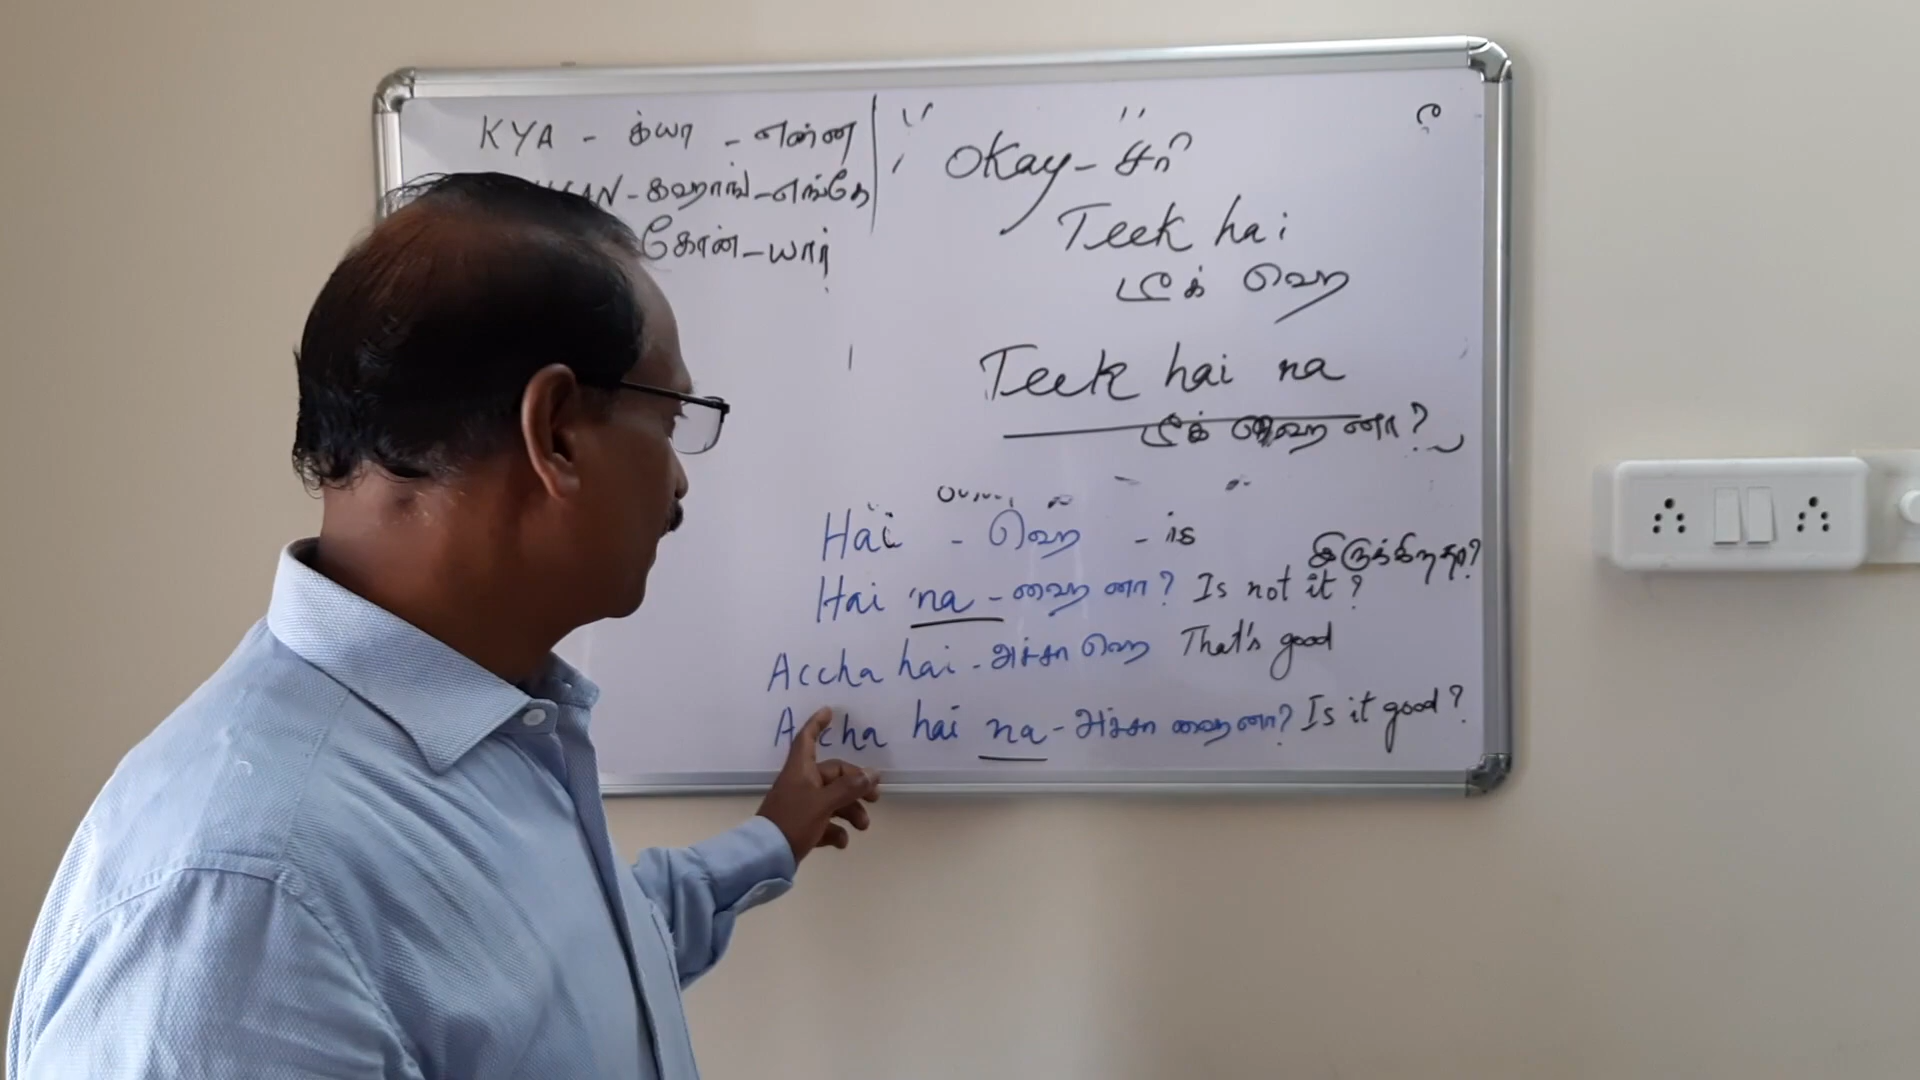 KYA - க்யா - என்ன
கஹாங் - எங்கே
கோன் - யார்
Okay - சரி
Teek hai
டீக் ஹெ
Teek hai na
டீக் ஹை னா?
Hai - ஹெ - is
இருக்கிறதா?
Hai na - ஹை னா? Is not it?
Accha hai - அச்சா ஹெ That's good
Accha hai na - அச்சா ஹை னா? Is it good?